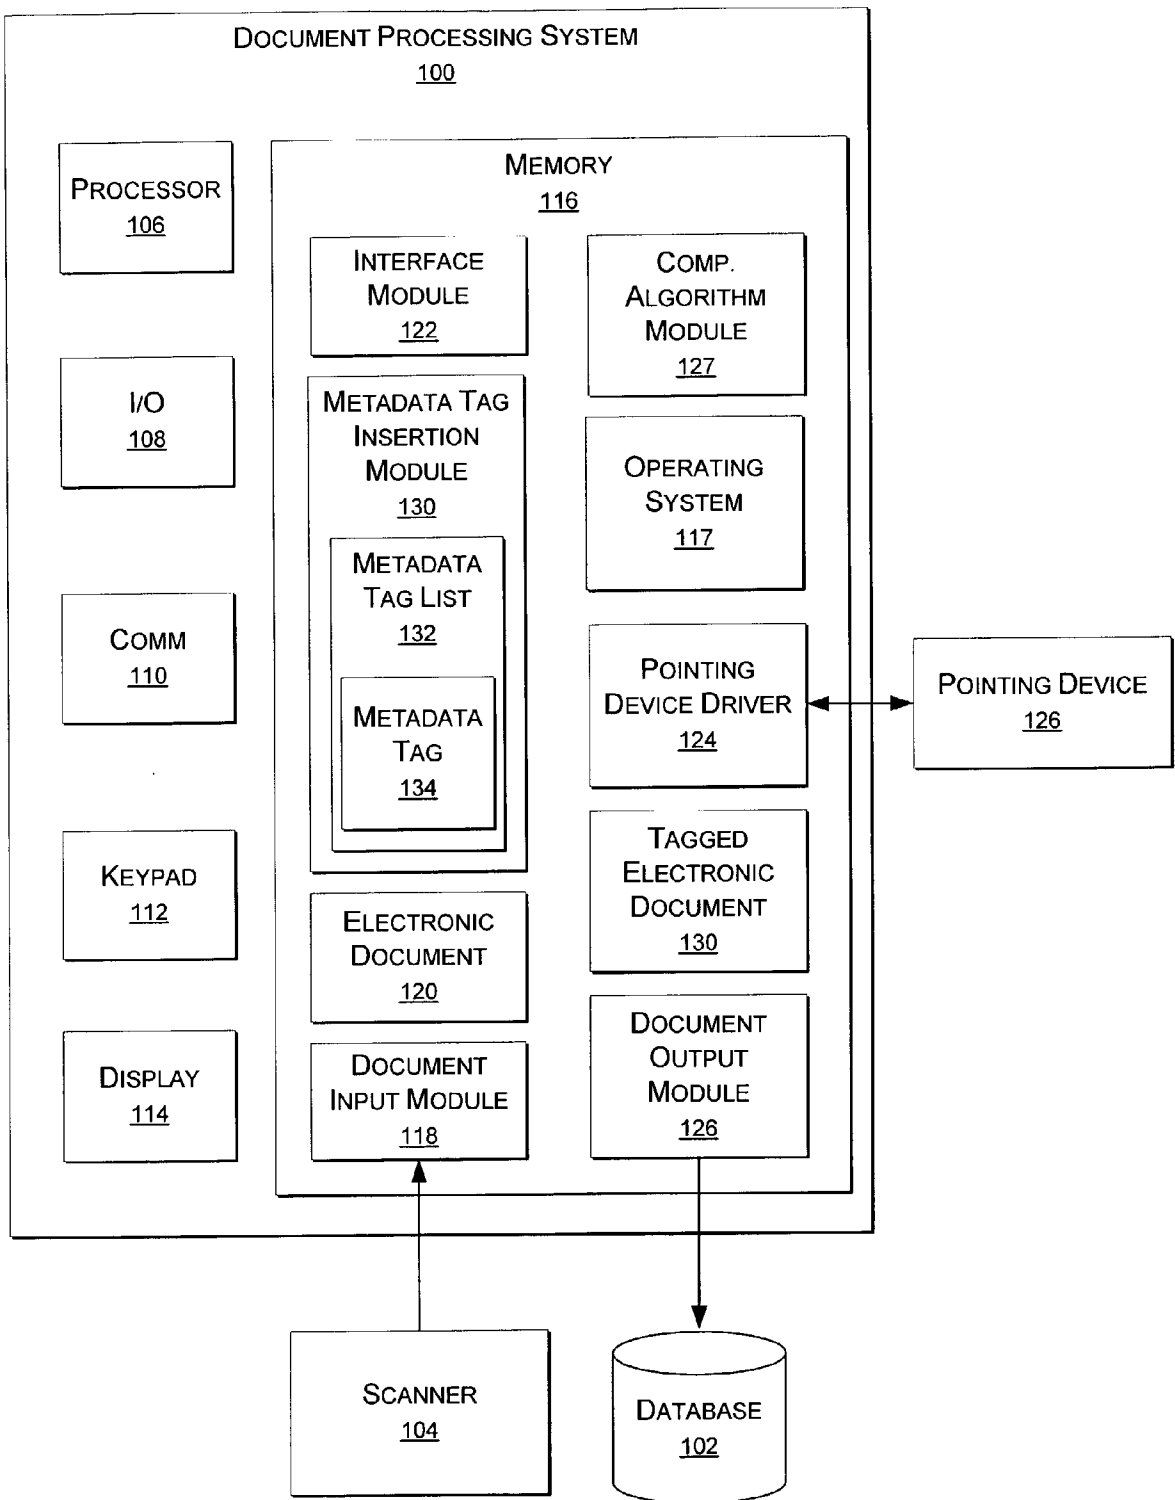 DOCUMENT PROCESSING SYSTEM
100
PROCESSOR
106
I/O
108
COMM
110
KEYPAD
112
DISPLAY
114
MEMORY
116
INTERFACE
MODULE
122
METADATA TAG
INSERTION
MODULE
130
METADATA
TAG LIST
132
METADATA
TAG
134
ELECTRONIC
DOCUMENT
120
DOCUMENT
INPUT MODULE
118
COMP.
ALGORITHM
MODULE
127
OPERATING
SYSTEM
117
POINTING
DEVICE DRIVER
124
TAGGED
ELECTRONIC
DOCUMENT
130
DOCUMENT
OUTPUT
MODULE
126
POINTING DEVICE
126
SCANNER
104
DATABASE
102